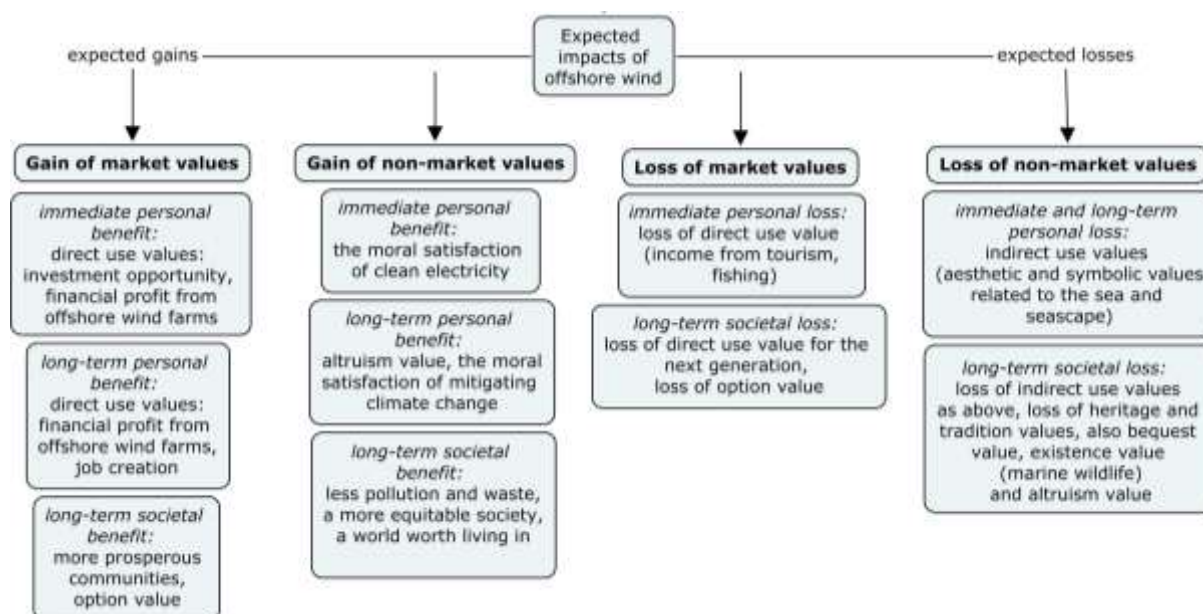 Expected
impacts of
offshore wind
expected gains
expected losses
Gain of market values
immediate personal
benefit:
direct use values:
investment opportunity,
financial profit from
offshore wind farms
long-term personal
benefit:
direct use values:
financial profit from
offshore wind farms,
job creation
long-term societal
benefit:
more prosperous
communities,
option value
Gain of non-market values
immediate personal
benefit:
the moral satisfaction
of clean electricity
long-term personal
benefit:
altruism value, the moral
satisfaction of mitigating
climate change
long-term societal
benefit:
less pollution and waste,
a more equitable society,
a world worth living in
Loss of market values
immediate personal loss:
loss of direct use value
(income from tourism,
fishing)
long-term societal loss:
loss of direct use value for the
next generation,
loss of option value
Loss of non-market values
immediate and long-term
personal loss:
indirect use values
(aesthetic and symbolic values
related to the sea and
seascape)
long-term societal loss:
loss of indirect use values
as above, loss of heritage and
tradition values, also bequest
value, existence value
(marine wildlife)
and altruism value